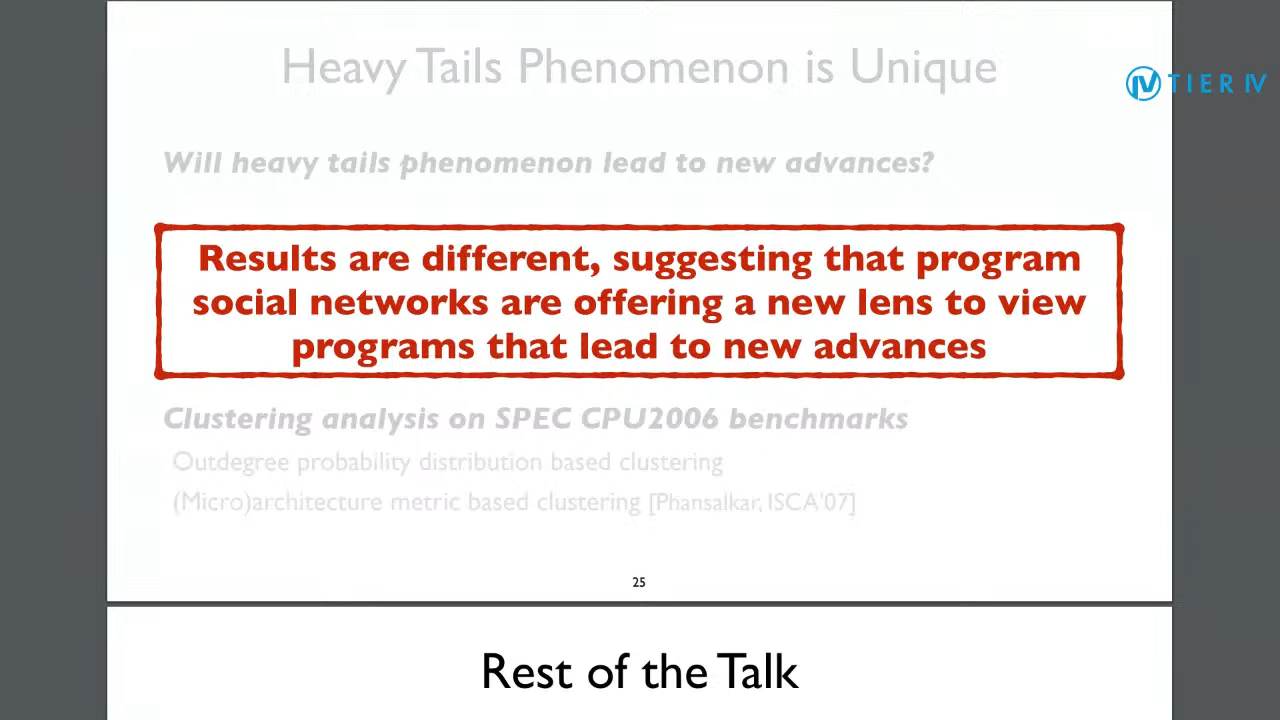 Heavy Tails Phenomenon is Unique
TIER IV
Will heavy tails phenomenon lead to new advances?
Results are different, suggesting that program
social networks are offering a new lens to view
programs that lead to new advances
Clustering analysis on SPEC CPU2006 benchmarks
Outdegree probability distribution based clustering
(Micro)architecture metric based clustering [Phansalkar, ISCA'07]
25
Rest of the Talk